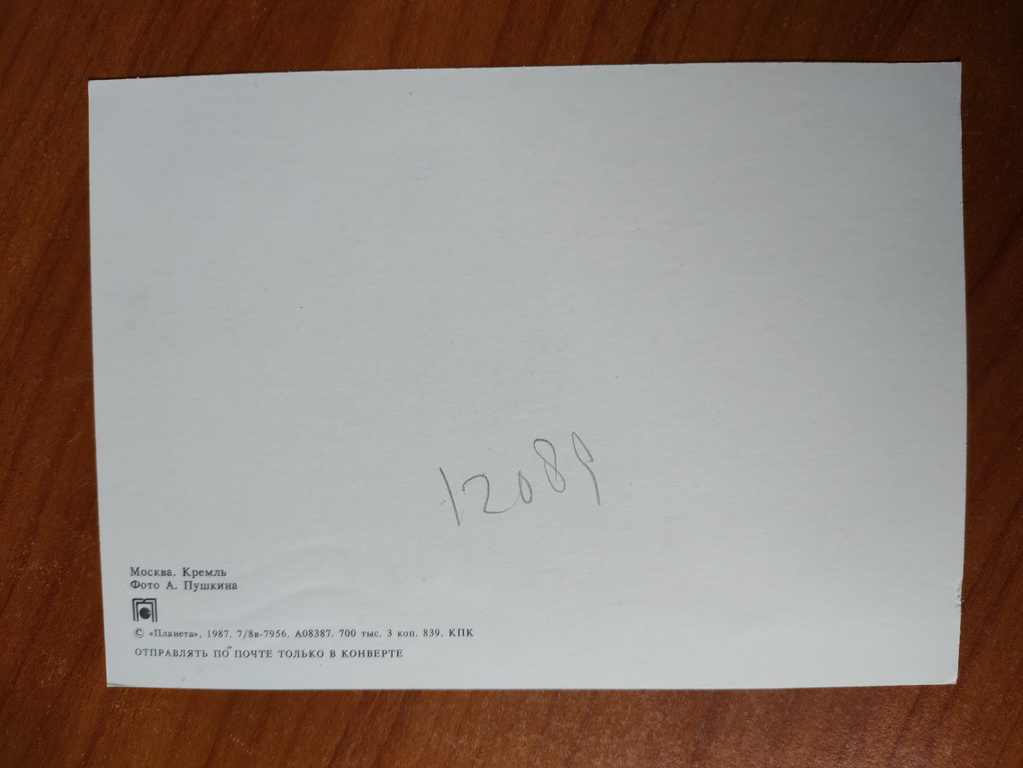 12089
Москва. Кремль
Фото А. Пушкина
© «Планета», 1987. 7/8в-7956. А08387. 700 тыс. 3 коп. 839. КПК
ОТПРАВЛЯТЬ ПО ПОЧТЕ ТОЛЬКО В КОНВЕРТЕ